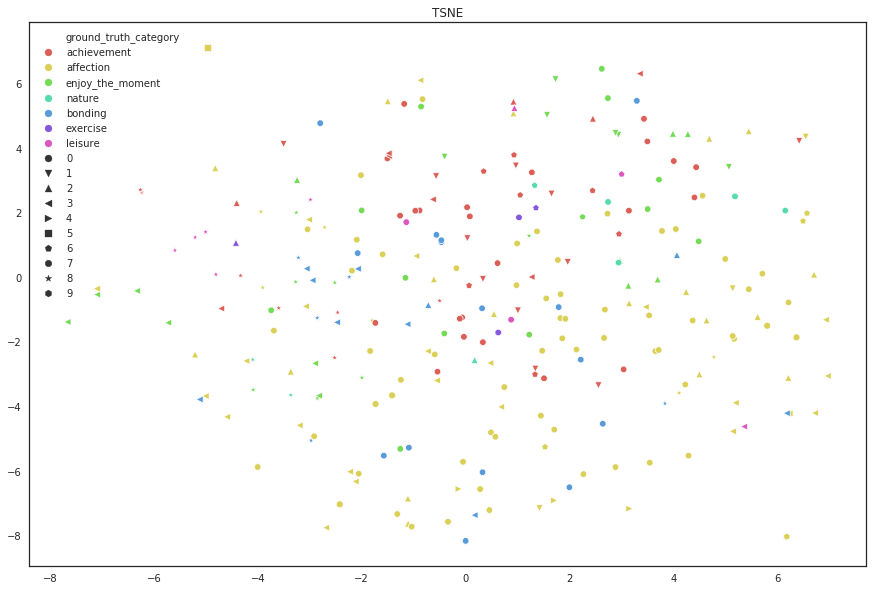 TSNE
ground_truth_category
achievement
affection
enjoy_the_moment
nature
bonding
exercise
leisure
0
1
2
3
4
5
6
7
8
9
6
4
2
0
−2
−4
−6
−8
−8 −6 −4 −2 0 2 4 6